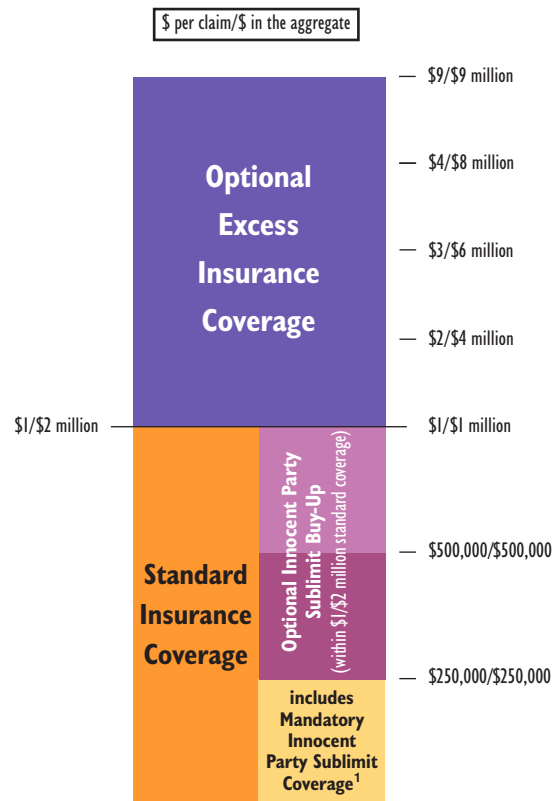 $ per claim/$ in the aggregate
$9/$9 million
$4/$8 million
Optional
Excess
Insurance
Coverage
$3/$6 million
$2/$4 million
$1/$2 million
$1/$1 million
Optional Innocent Party
Sublimit Buy-Up
(within $1/$2 million standard coverage)
$500,000/$500,000
Standard
Insurance
Coverage
$250,000/$250,000
includes
Mandatory
Innocent
Party Sublimit
Coverage¹